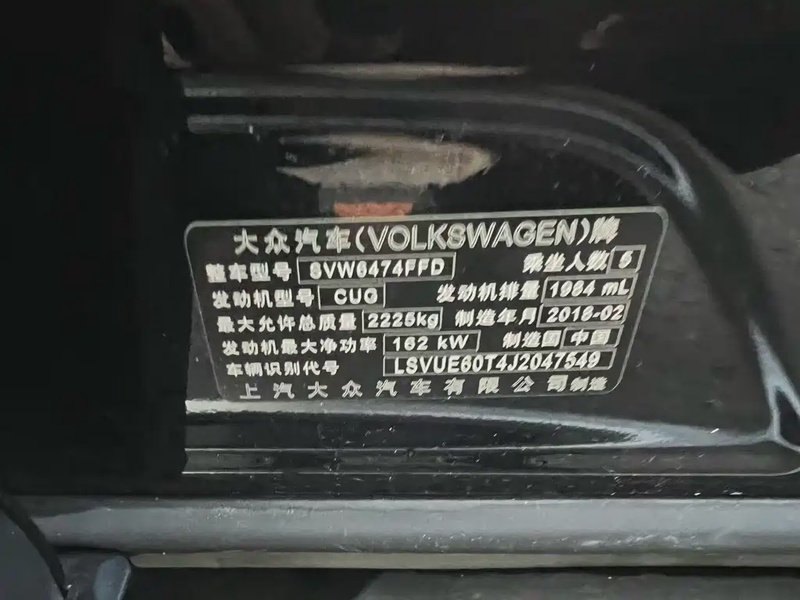 大众汽车(VOLKSWAGEN)牌
整车型号 SVW6474FFD 乘坐人数 5
发动机型号 CUG 发动机排量 1984 mL
最大允许总质量 2225kg 制造年月 2018-02
发动机最大净功率 162 kW 制造国 中国
车辆识别代号 LSVUE60T4J2047549
上汽大众汽车有限公司制造